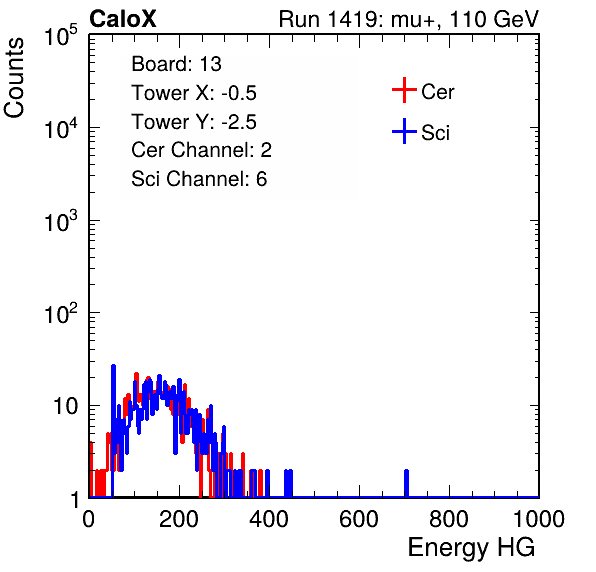 CaloX Run 1419: mu+, 110 GeV
Counts
Board: 13
Tower X: -0.5
Tower Y: -2.5
Cer Channel: 2
Sci Channel: 6
Cer
Sci
10^5
10^4
10^3
10^2
10
1
0 200 400 600 800 1000
Energy HG